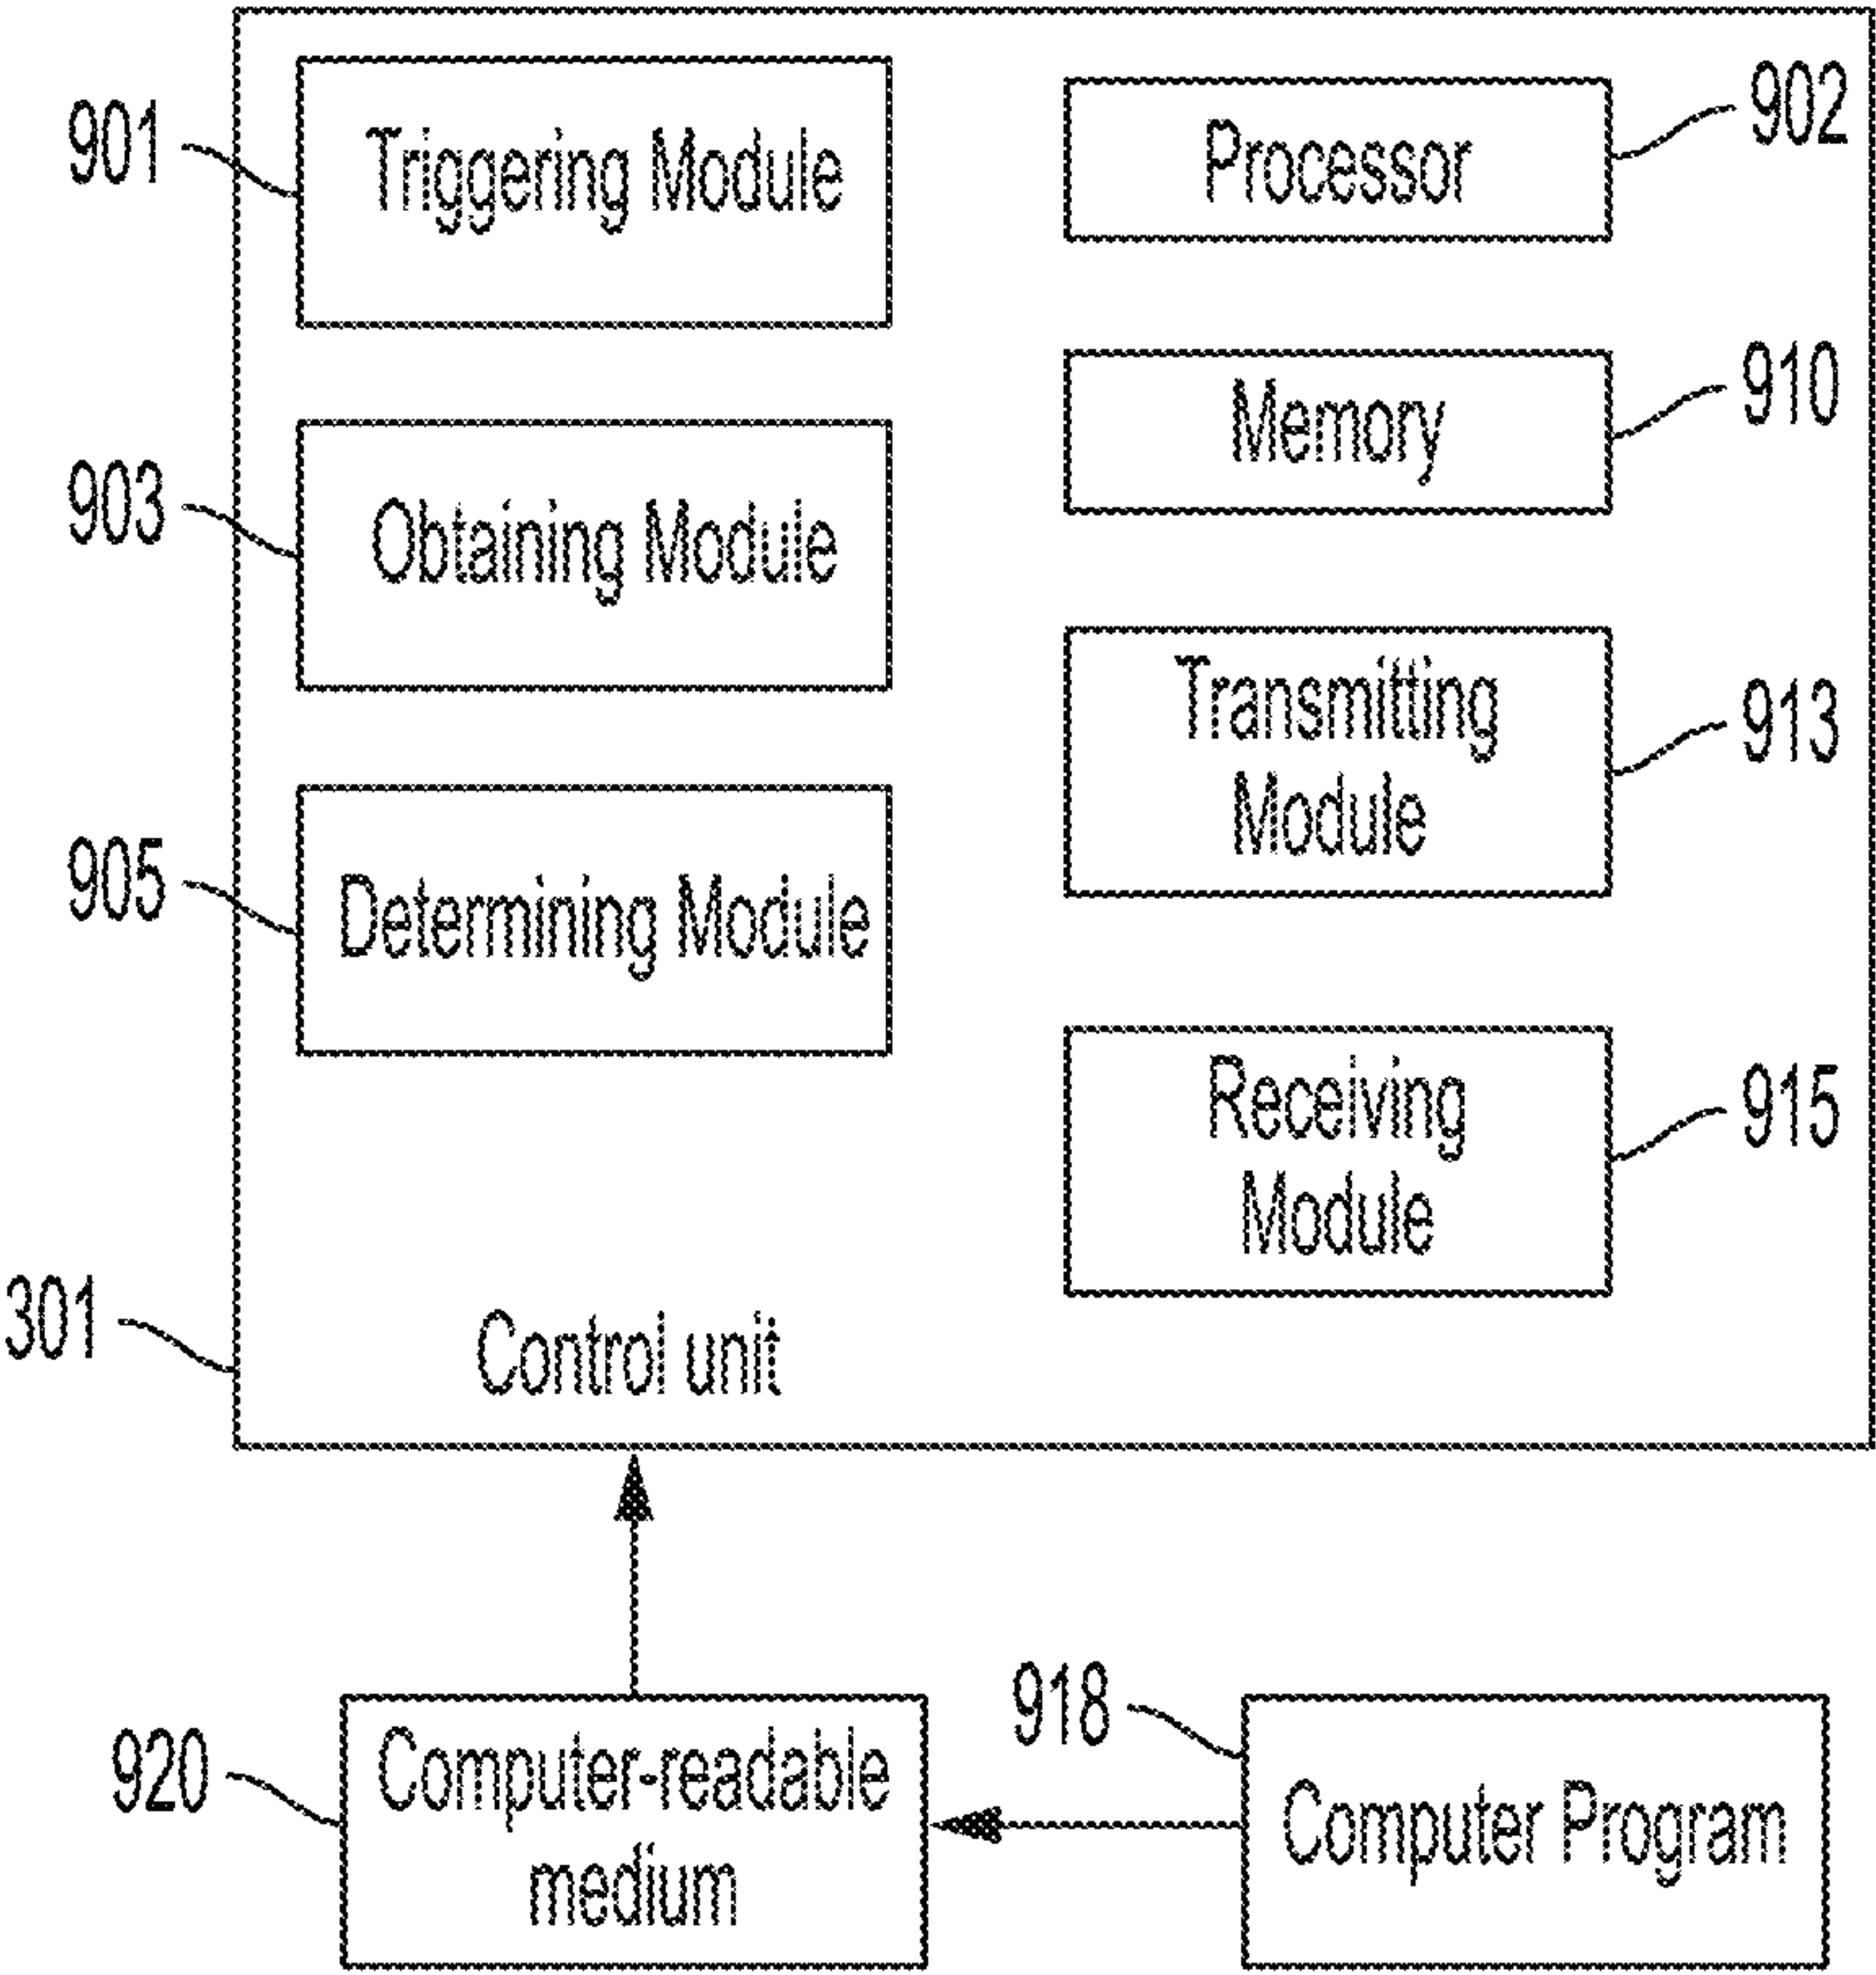 901
Triggering Module
Processor
902
Memory
910
903
Obtaining Module
Transmitting
Module
913
905
Determining Module
Receiving
Module
915
301
Control unit
920
Computer-readable
medium
918
Computer Program